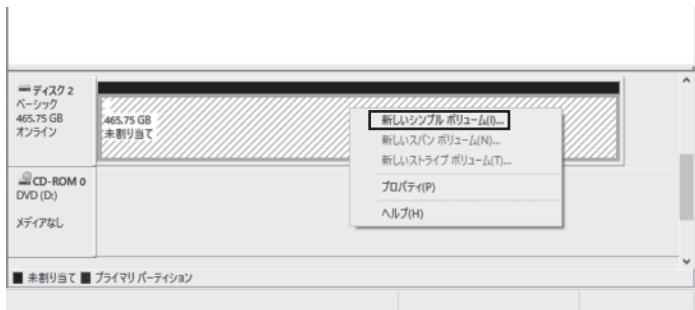 ディスク 2
ベーシック
465.75 GB
オンライン
465.75 GB
未割り当て
新しいシンプル ボリューム(I)...
新しいスパン ボリューム(N)...
新しいストライプ ボリューム(T)...
プロパティ(P)
ヘルプ(H)
CD-ROM 0
DVD (D:)
メディアなし
未割り当て プライマリ パーティション